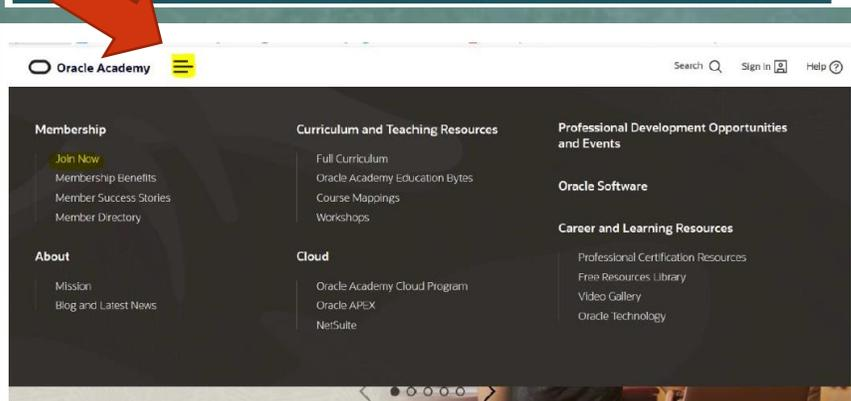 Oracle Academy
Search
Sign In
Help
Membership
Join Now
Membership Benefits
Member Success Stories
Member Directory
About
Mission
Blog and Latest News
Curriculum and Teaching Resources
Full Curriculum
Oracle Academy Education Bytes
Course Mappings
Workshops
Cloud
Oracle Academy Cloud Program
Oracle APEX
NetSuite
Professional Development Opportunities
and Events
Oracle Software
Career and Learning Resources
Professional Certification Resources
Free Resources Library
Video Gallery
Oracle Technology